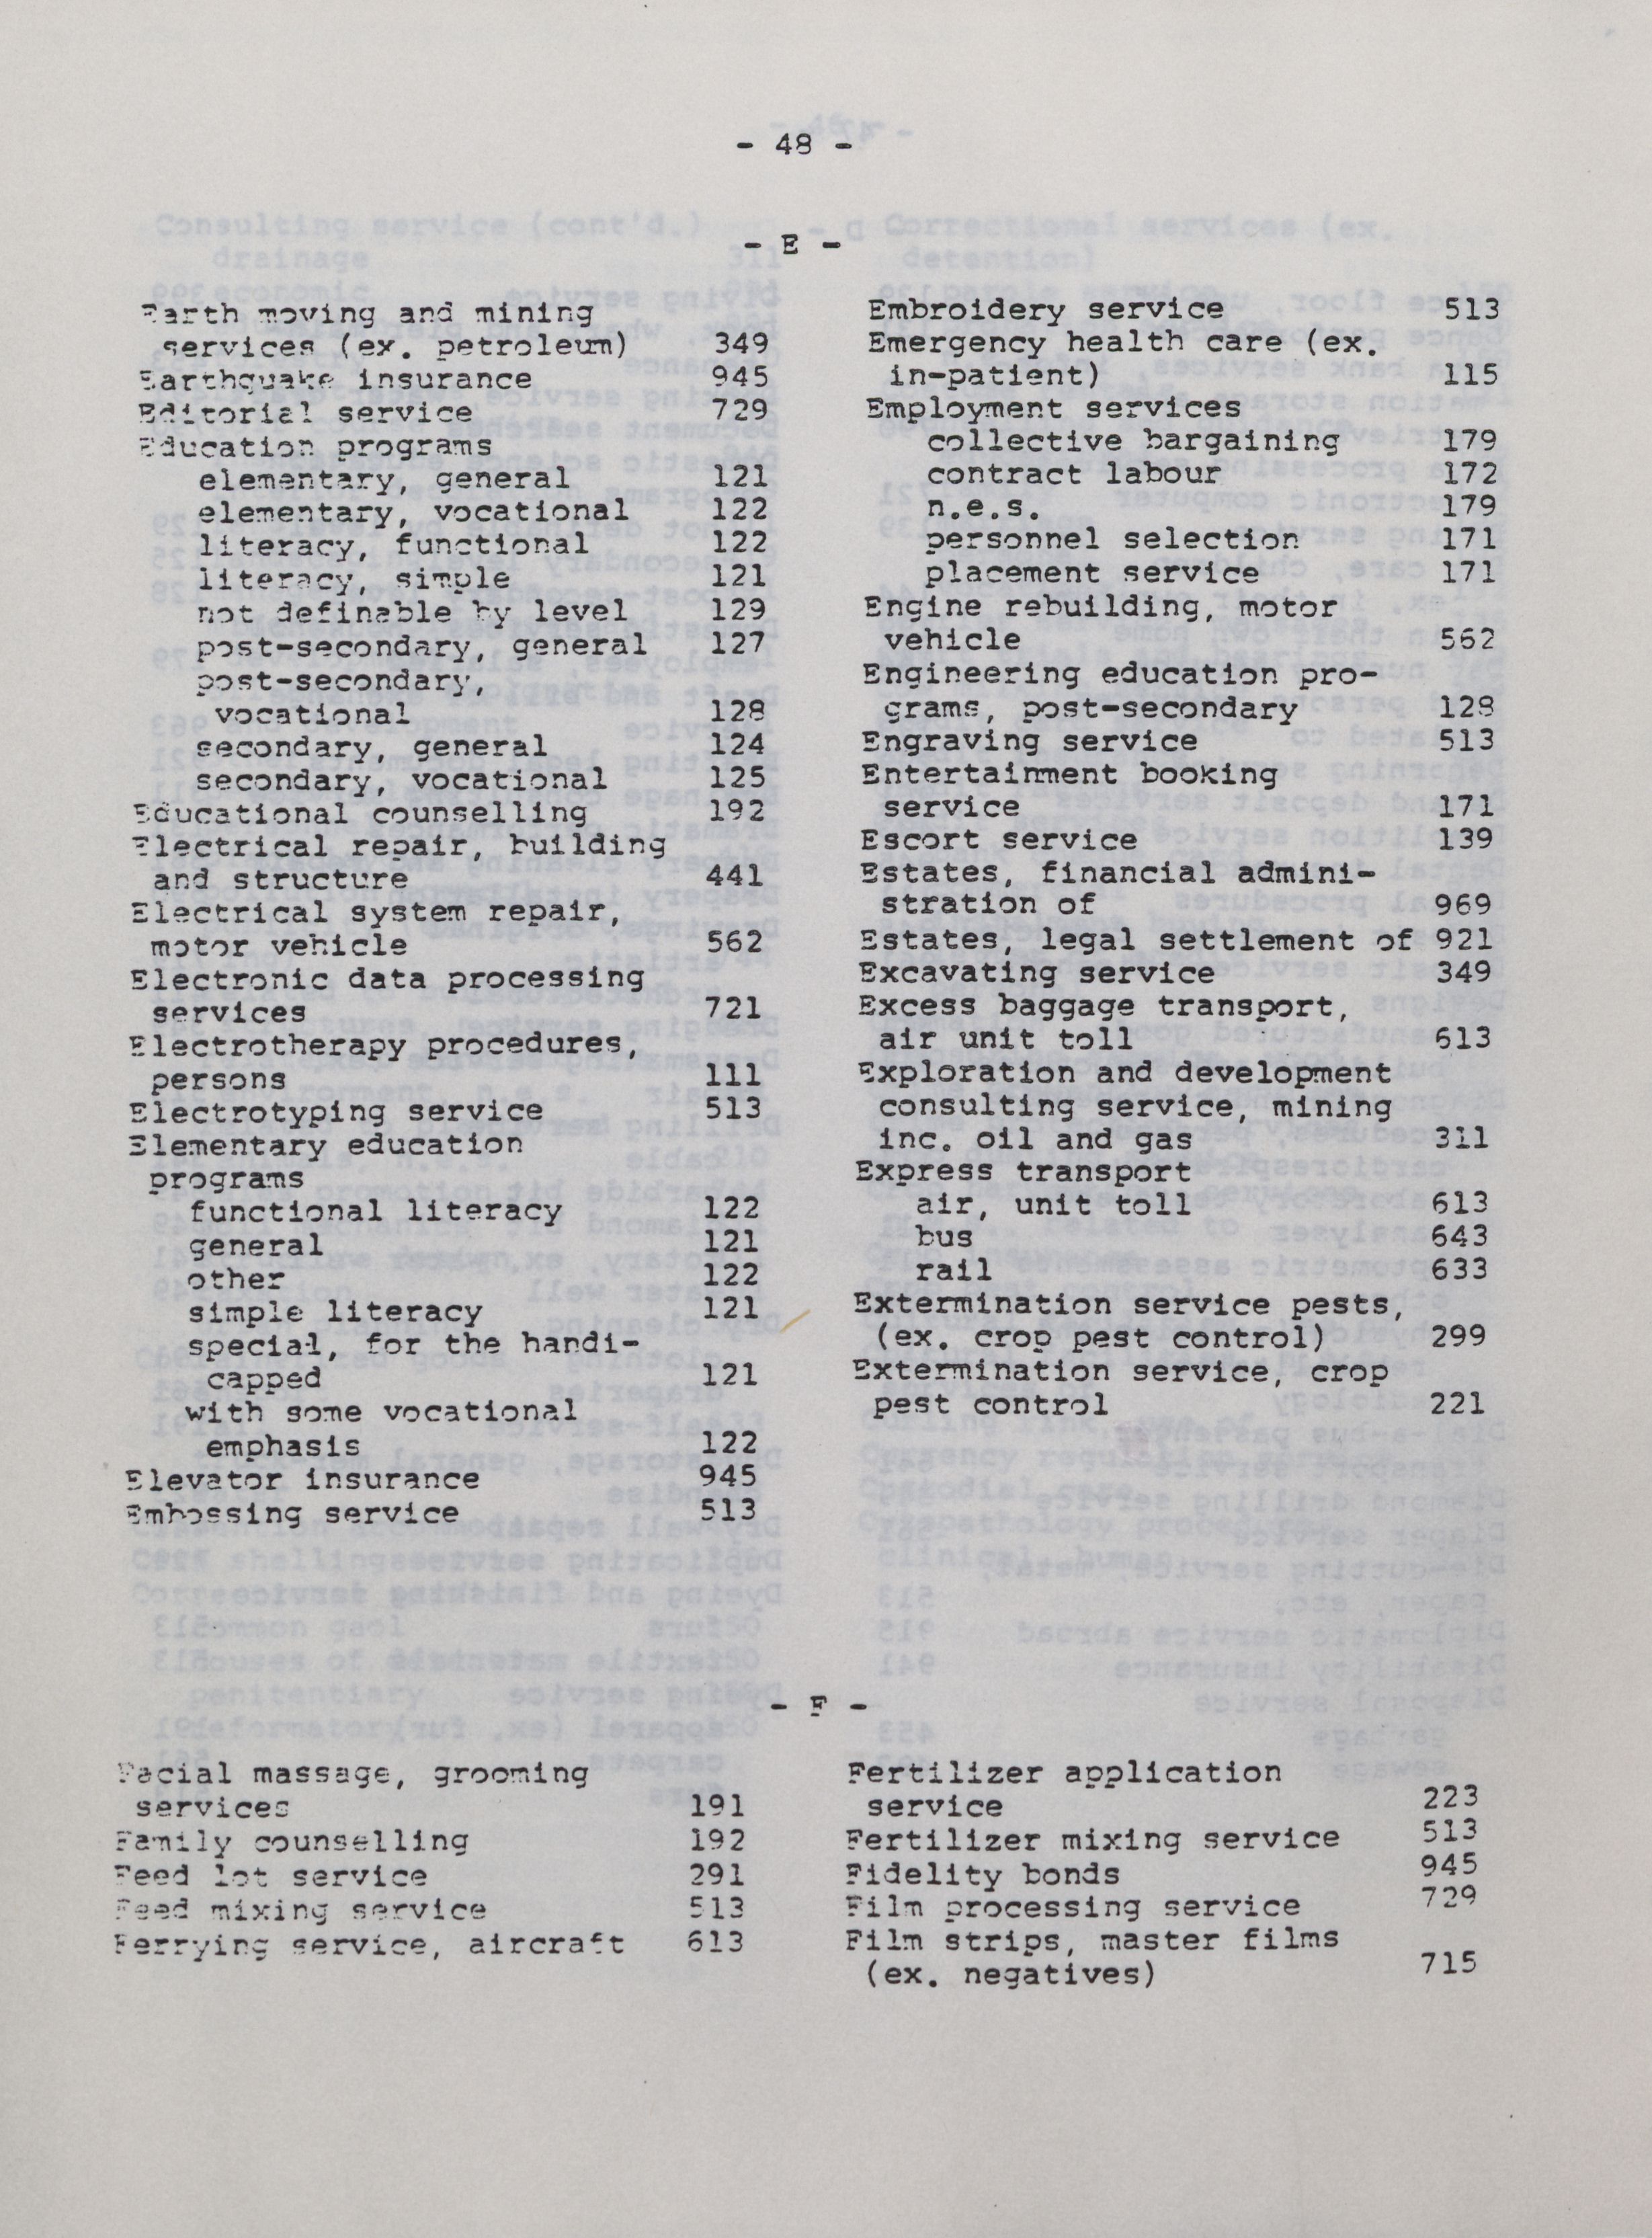 - 48 -
- E -
Earth moving and mining
services (ex. petroleum) 349
Earthquake insurance 945
Editorial service 729
Education programs
elementary, general 121
elementary, vocational 122
literacy, functional 122
literacy, simple 121
not definable by level 129
post-secondary, general 127
post-secondary,
vocational 128
secondary, general 124
secondary, vocational 125
Educational counselling 192
Electrical repair, building
and structure 441
Electrical system repair,
motor vehicle 562
Electronic data processing
services 721
Electrotherapy procedures,
persons 111
Electrotyping service 513
Elementary education
programs
functional literacy 122
general 121
other 122
simple literacy 121
special, for the handi-
capped 121
with some vocational
emphasis 122
Elevator insurance 945
Embossing service 513
Embroidery service 513
Emergency health care (ex.
in-patient) 115
Employment services
collective bargaining 179
contract labour 172
n.e.s. 179
personnel selection 171
placement service 171
Engine rebuilding, motor
vehicle 562
Engineering education pro-
grams, post-secondary 128
Engraving service 513
Entertainment booking
service 171
Escort service 139
Estates, financial admini-
stration of 969
Estates, legal settlement of 921
Excavating service 349
Excess baggage transport,
air unit toll 613
Exploration and development
consulting service, mining
inc. oil and gas 311
Express transport
air, unit toll 613
bus 643
rail 633
Extermination service pests,
(ex. crop pest control) 299
Extermination service, crop
pest control 221
- F -
Facial massage, grooming
services 191
Family counselling 192
Feed lot service 291
Feed mixing service 513
Ferrying service, aircraft 613
Fertilizer application
service 223
Fertilizer mixing service 513
Fidelity bonds 945
Film processing service 729
Film strips, master films
(ex. negatives) 715